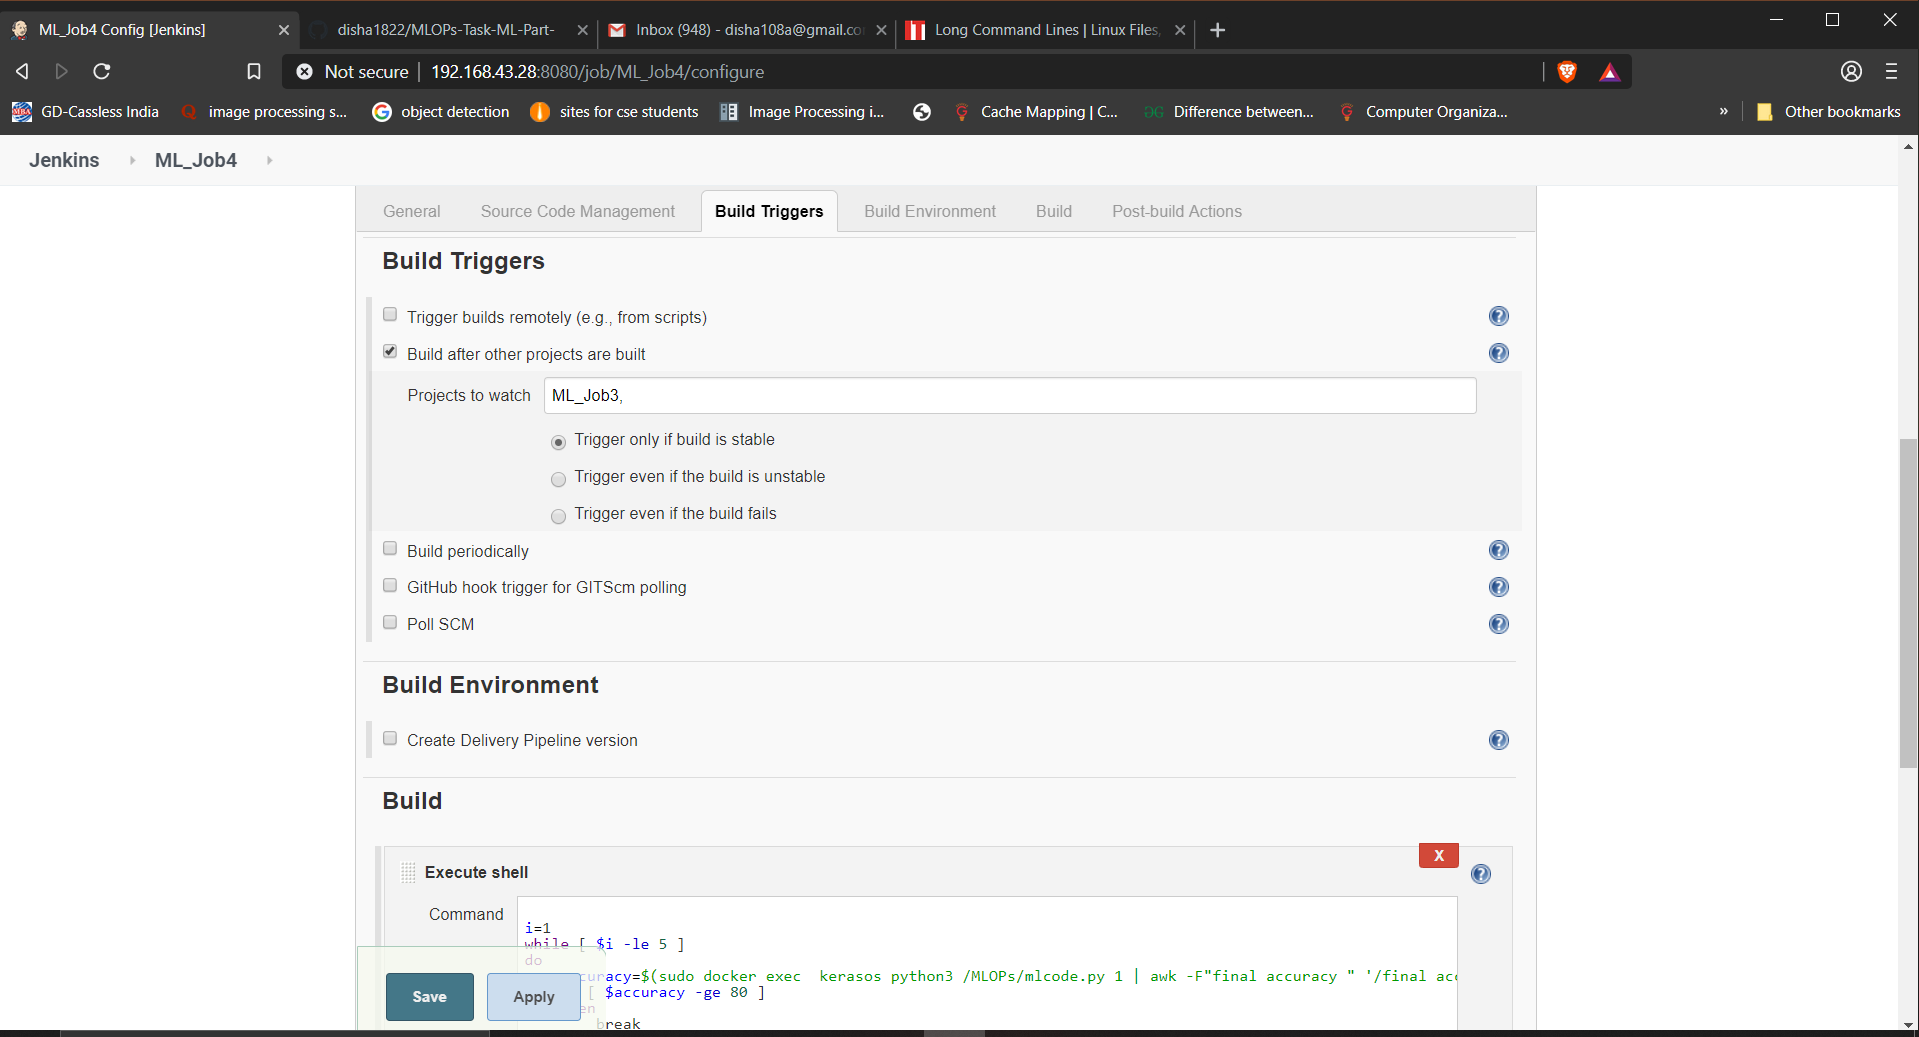 ML_Job4 Config [Jenkins]
disha1822/MLOPs-Task-ML-Part-
Inbox (948) - disha108a@gmail.co
Long Command Lines | Linux Files,
Not secure
192.168.43.28:8080/job/ML_Job4/configure
GD-Cassless India
image processing s...
object detection
sites for cse students
Image Processing i...
Cache Mapping | C...
Difference between...
Computer Organiza...
»
Other bookmarks
Jenkins
ML_Job4
General
Source Code Management
Build Triggers
Build Environment
Build
Post-build Actions
Build Triggers
Trigger builds remotely (e.g., from scripts)
Build after other projects are built
Projects to watch
ML_Job3,
Trigger only if build is stable
Trigger even if the build is unstable
Trigger even if the build fails
Build periodically
GitHub hook trigger for GITScm polling
Poll SCM
Build Environment
Create Delivery Pipeline version
Build
X
Execute shell
Command
i=1
while [ $i -le 5 ]
do
curacy=$(sudo docker exec  kerasos python3 /MLOPs/mlcode.py 1 | awk -F"final accuracy " '/final acc
[ $accuracy -ge 80 ]
en
break
Save
Apply